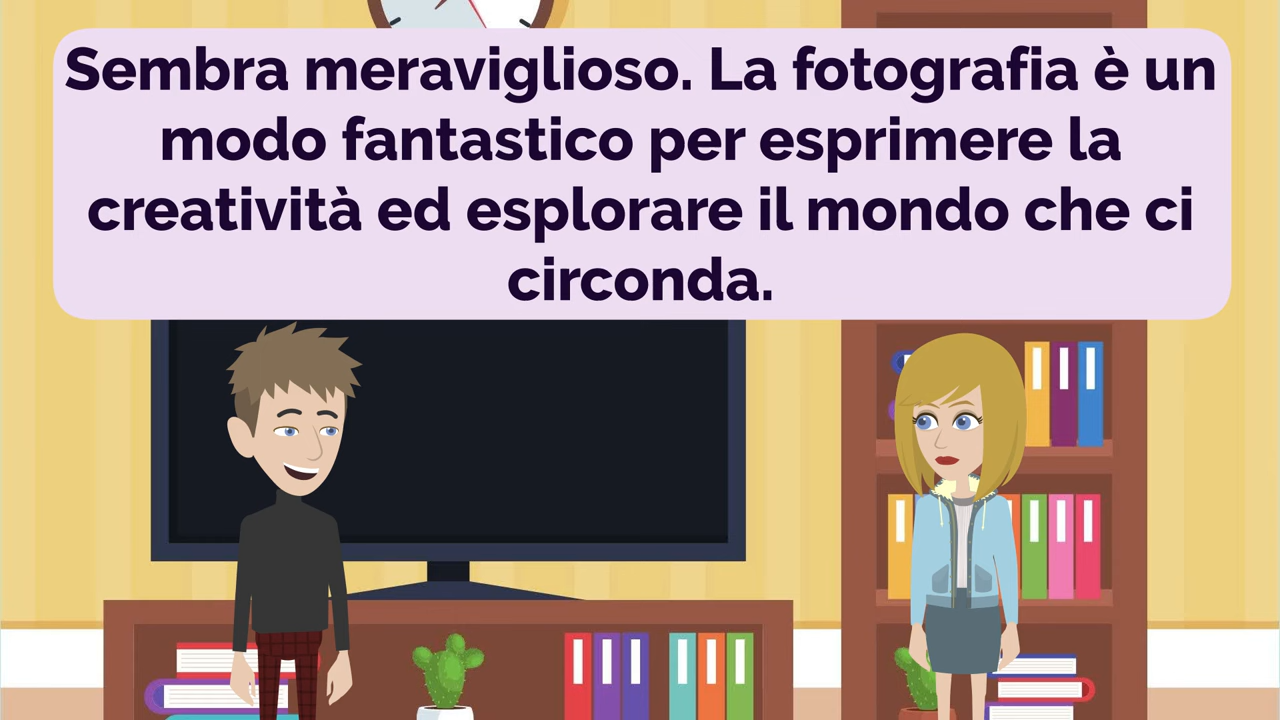 Sembra meraviglioso. La fotografia è un
modo fantastico per esprimere la
creatività ed esplorare il mondo che ci
circonda.